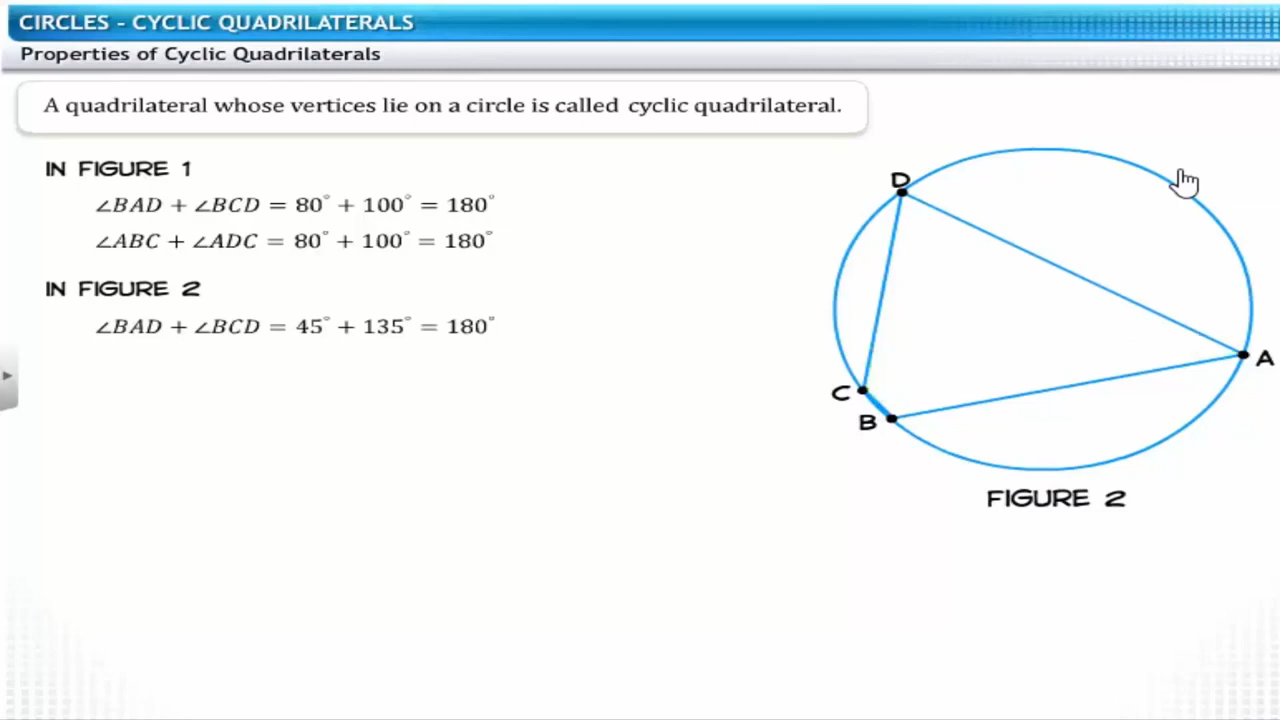 CIRCLES - CYCLIC QUADRILATERALS
Properties of Cyclic Quadrilaterals
A quadrilateral whose vertices lie on a circle is called cyclic quadrilateral.
IN FIGURE 1
∠BAD + ∠BCD = 80° + 100° = 180°
∠ABC + ∠ADC = 80° + 100° = 180°
IN FIGURE 2
∠BAD + ∠BCD = 45° + 135° = 180°
D
A
C
B
FIGURE 2